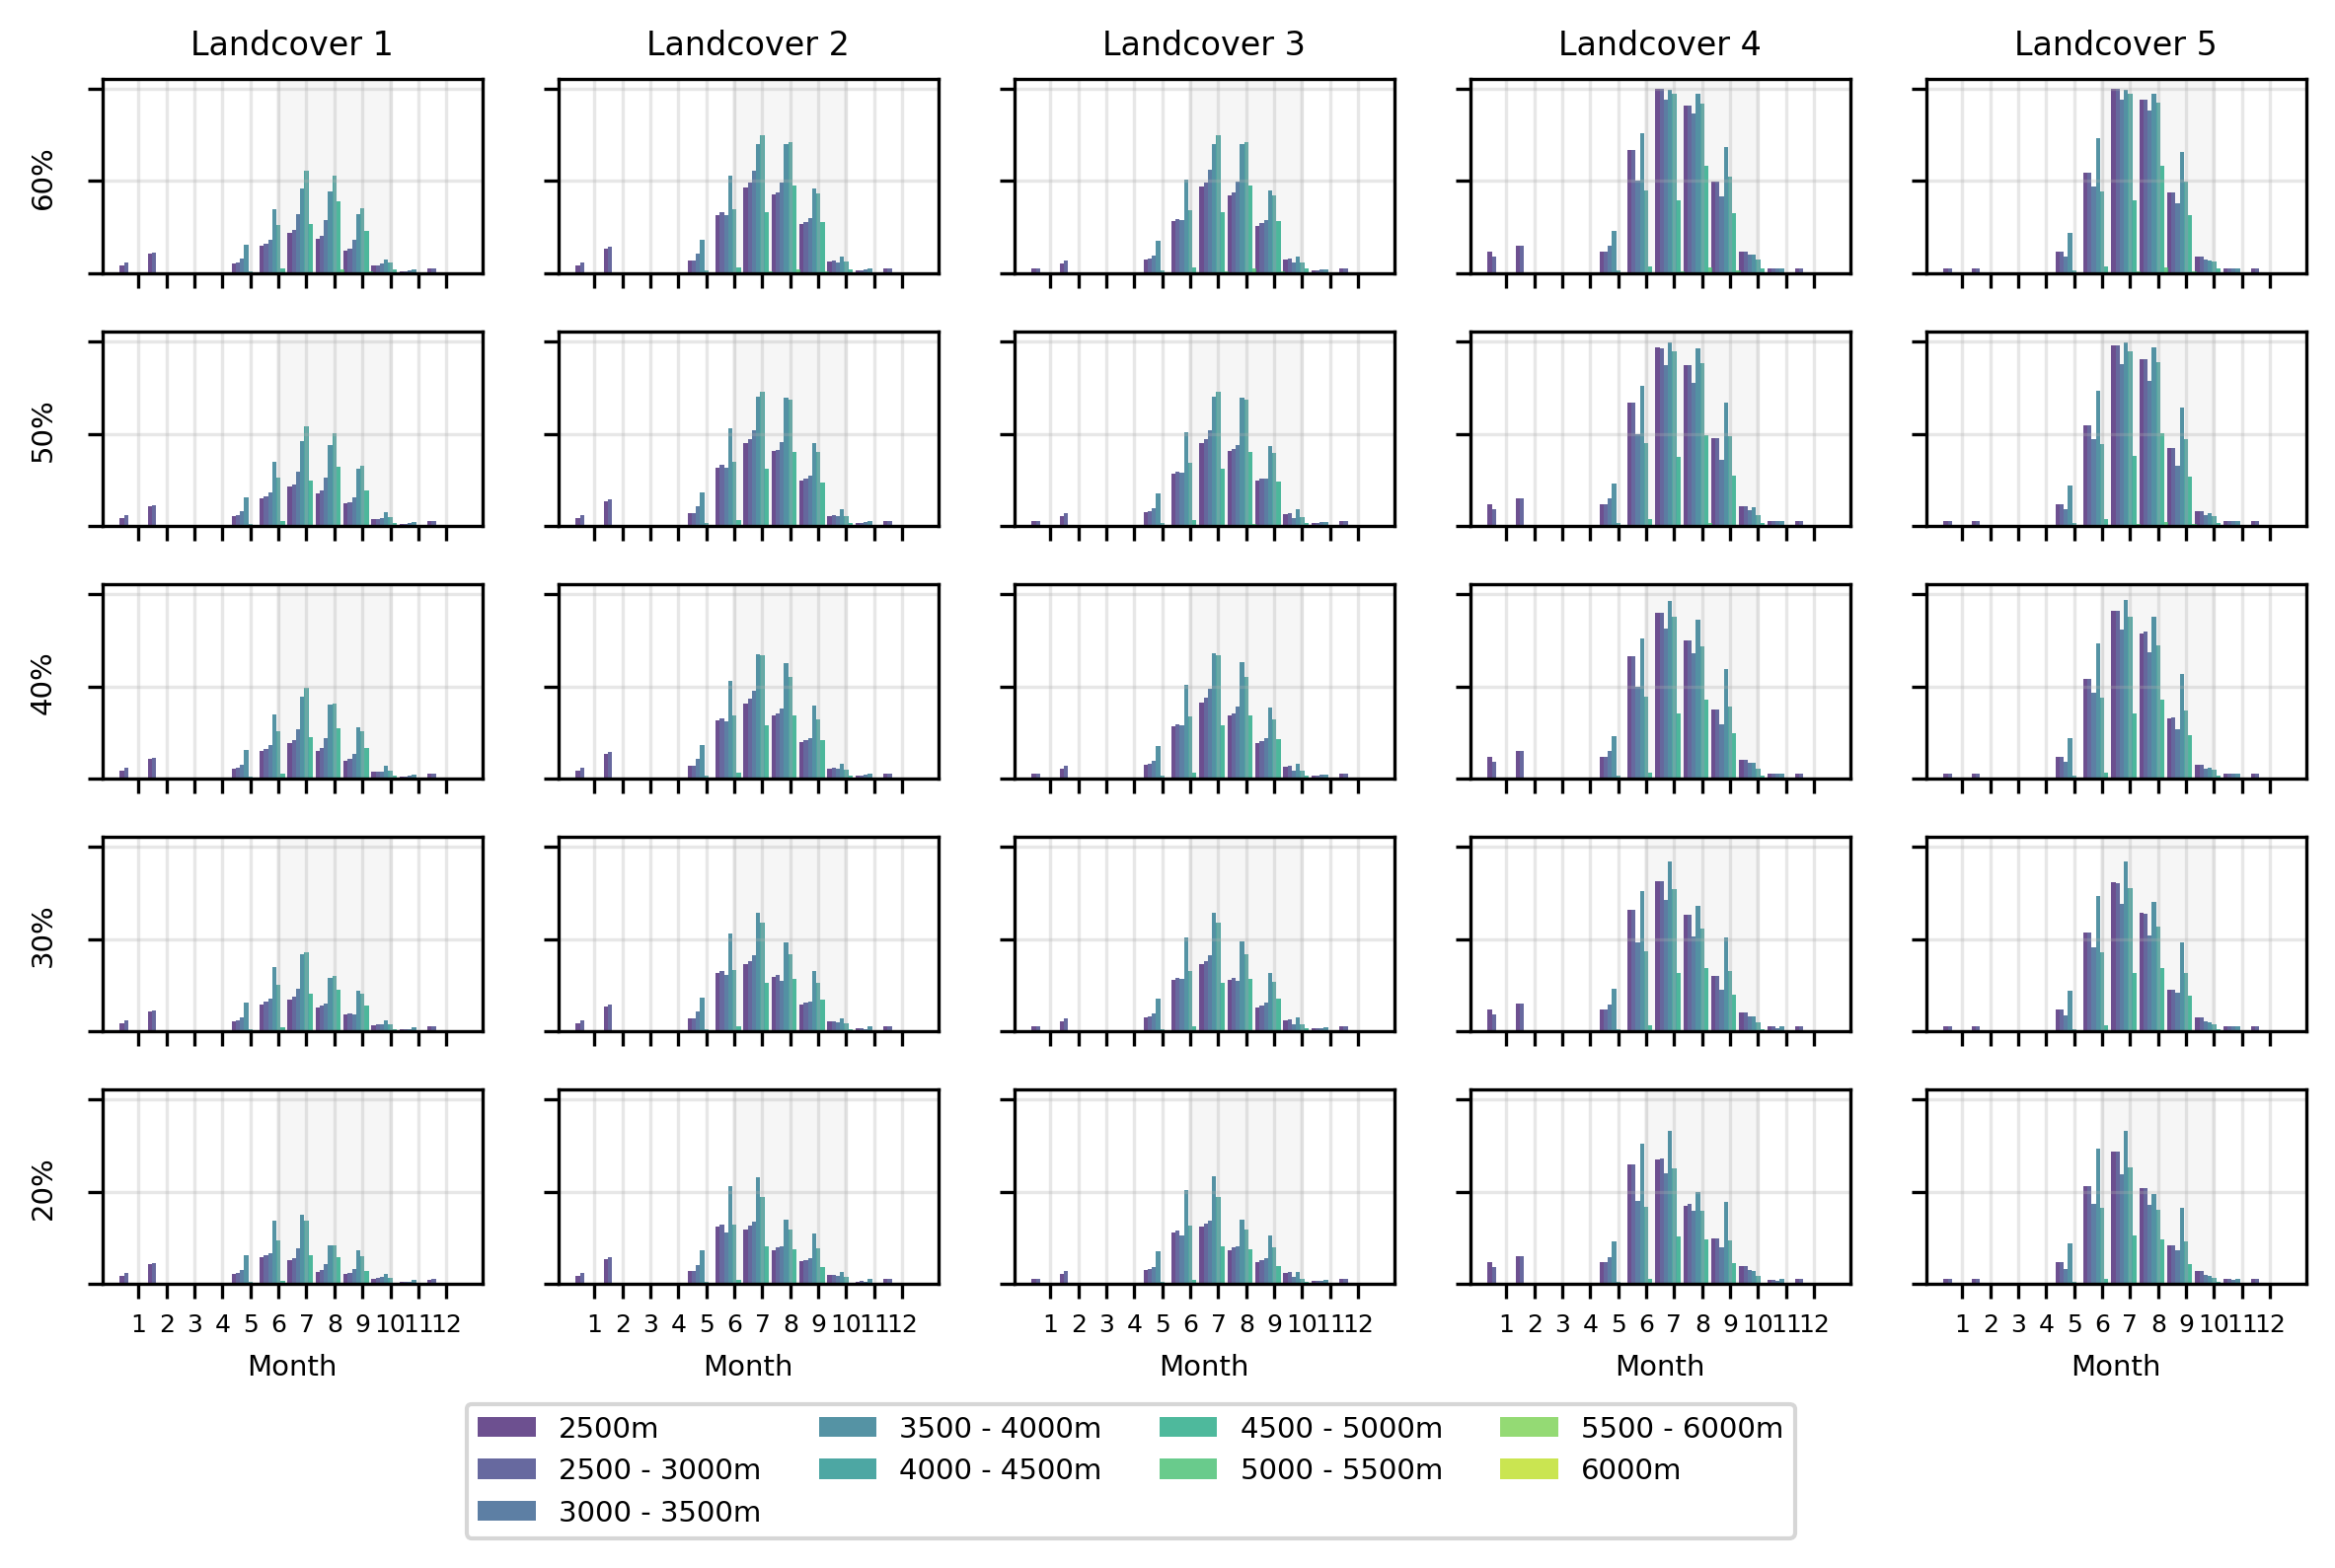 Landcover 1 Landcover 2 Landcover 3 Landcover 4 Landcover 5
60%
50%
40%
30%
20%
1 2 3 4 5 6 7 8 9 10 11 12 1 2 3 4 5 6 7 8 9 10 11 12 1 2 3 4 5 6 7 8 9 10 11 12 1 2 3 4 5 6 7 8 9 10 11 12 1 2 3 4 5 6 7 8 9 10 11 12
Month Month Month Month Month
2500m 3500 - 4000m 4500 - 5000m 5500 - 6000m
2500 - 3000m 4000 - 4500m 5000 - 5500m 6000m
3000 - 3500m